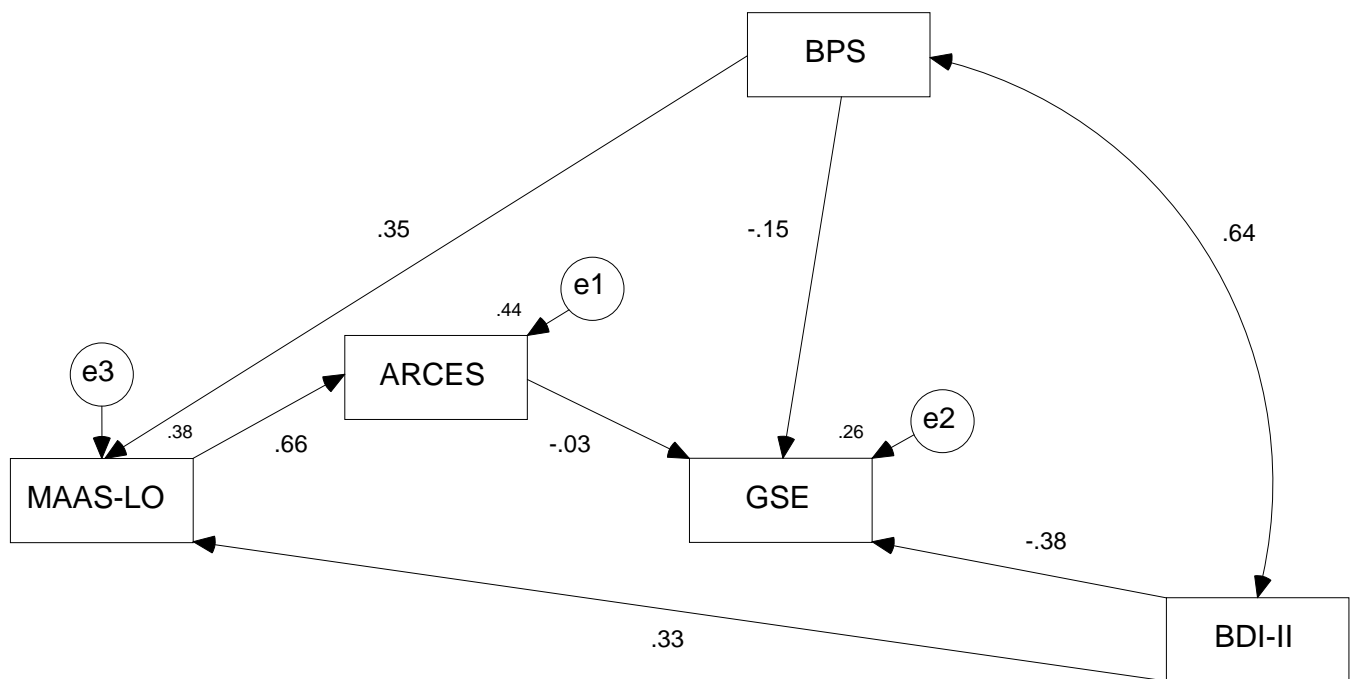 BPS
.35
-.15
.64
e1
.44
ARCES
e3
.38
.66
-.03
e2
.26
MAAS-LO
GSE
-.38
.33
BDI-II